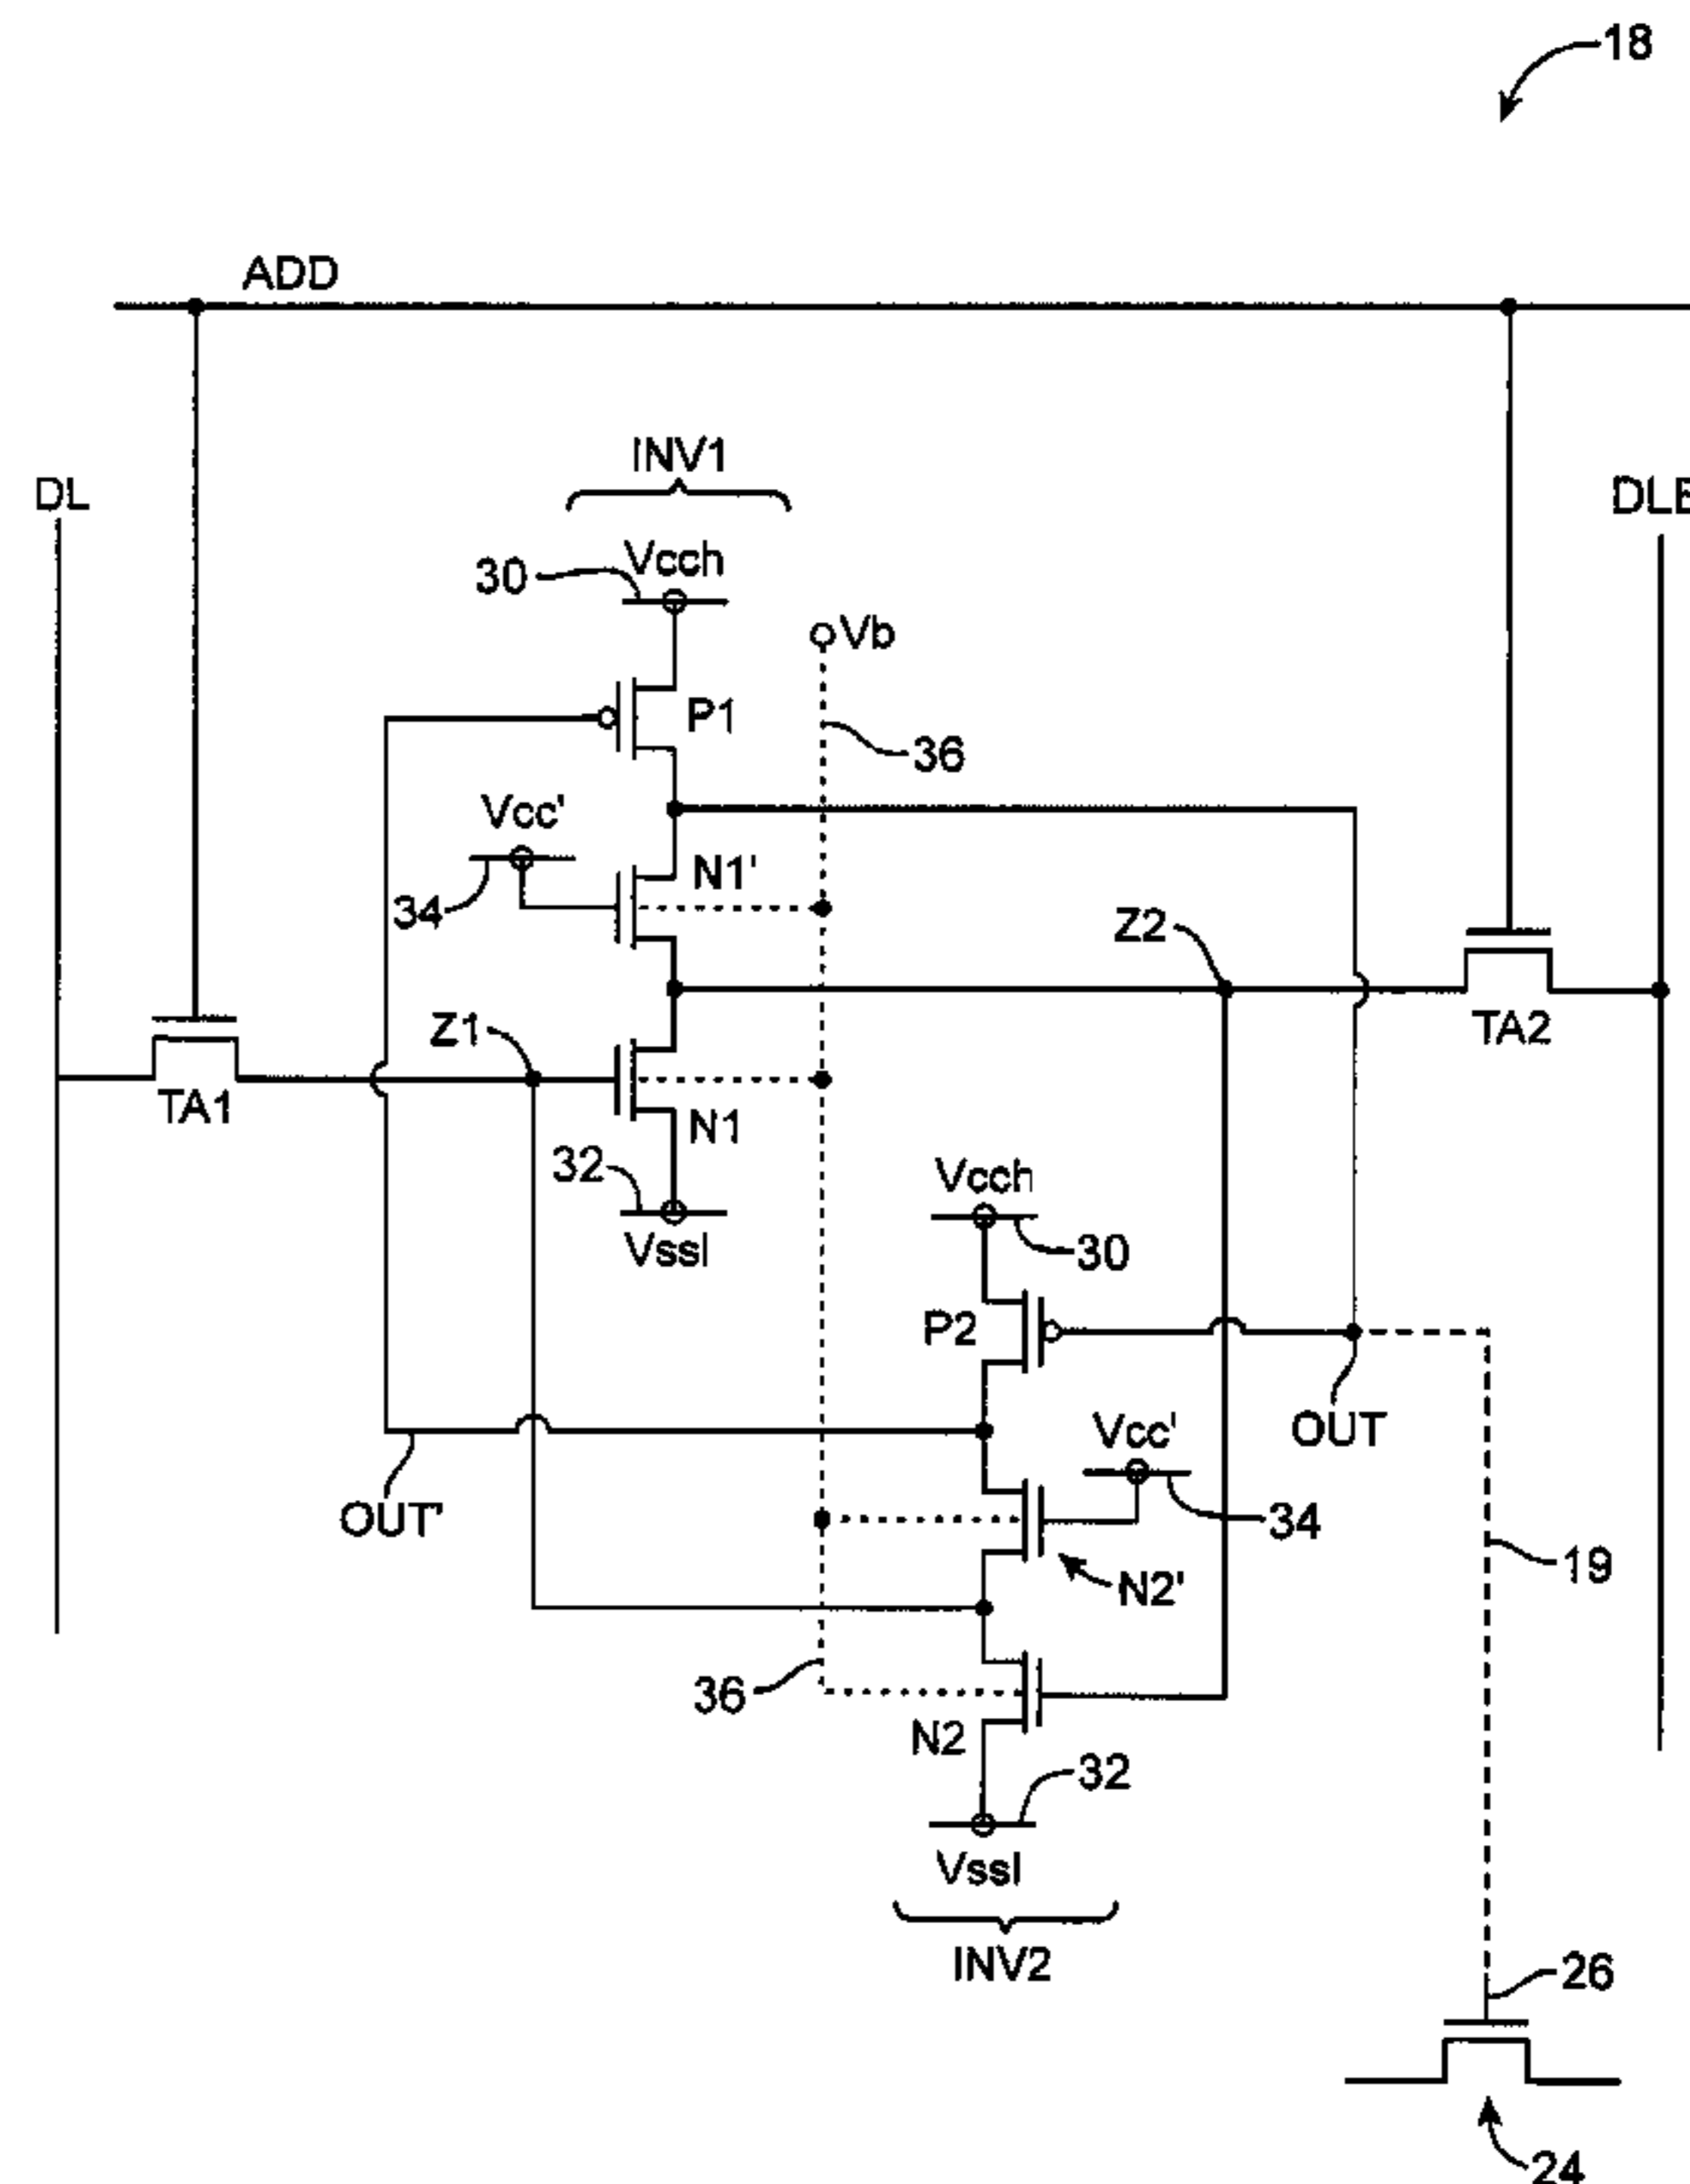 18
ADD
INV1
DL
DLB
Vcch
30
Vb
P1
36
Vcc'
N1'
34
Z2
Z1
TA2
TA1
N1
32
Vcch
Vssl
30
P2
Vcc'
OUT
OUT'
34
19
N2'
36
N2
32
Vssl
INV2
26
24